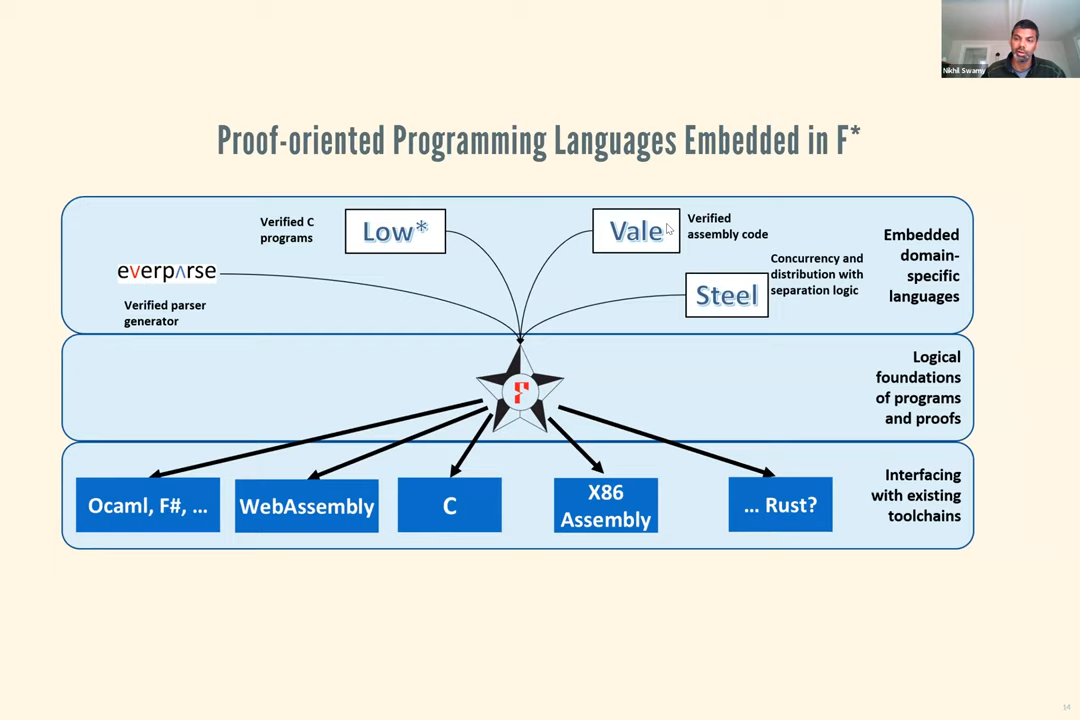 Nikhil Swamy
Proof-oriented Programming Languages Embedded in F*
Verified C
programs
Low*
Vale
Verified
assembly code
everparse
Verified parser
generator
Concurrency and
distribution with
separation logic
Steel
Embedded
domain-
specific
languages
F
Logical
foundations
of programs
and proofs
Ocaml, F#, ...
WebAssembly
C
X86
Assembly
... Rust?
Interfacing
with existing
toolchains
14